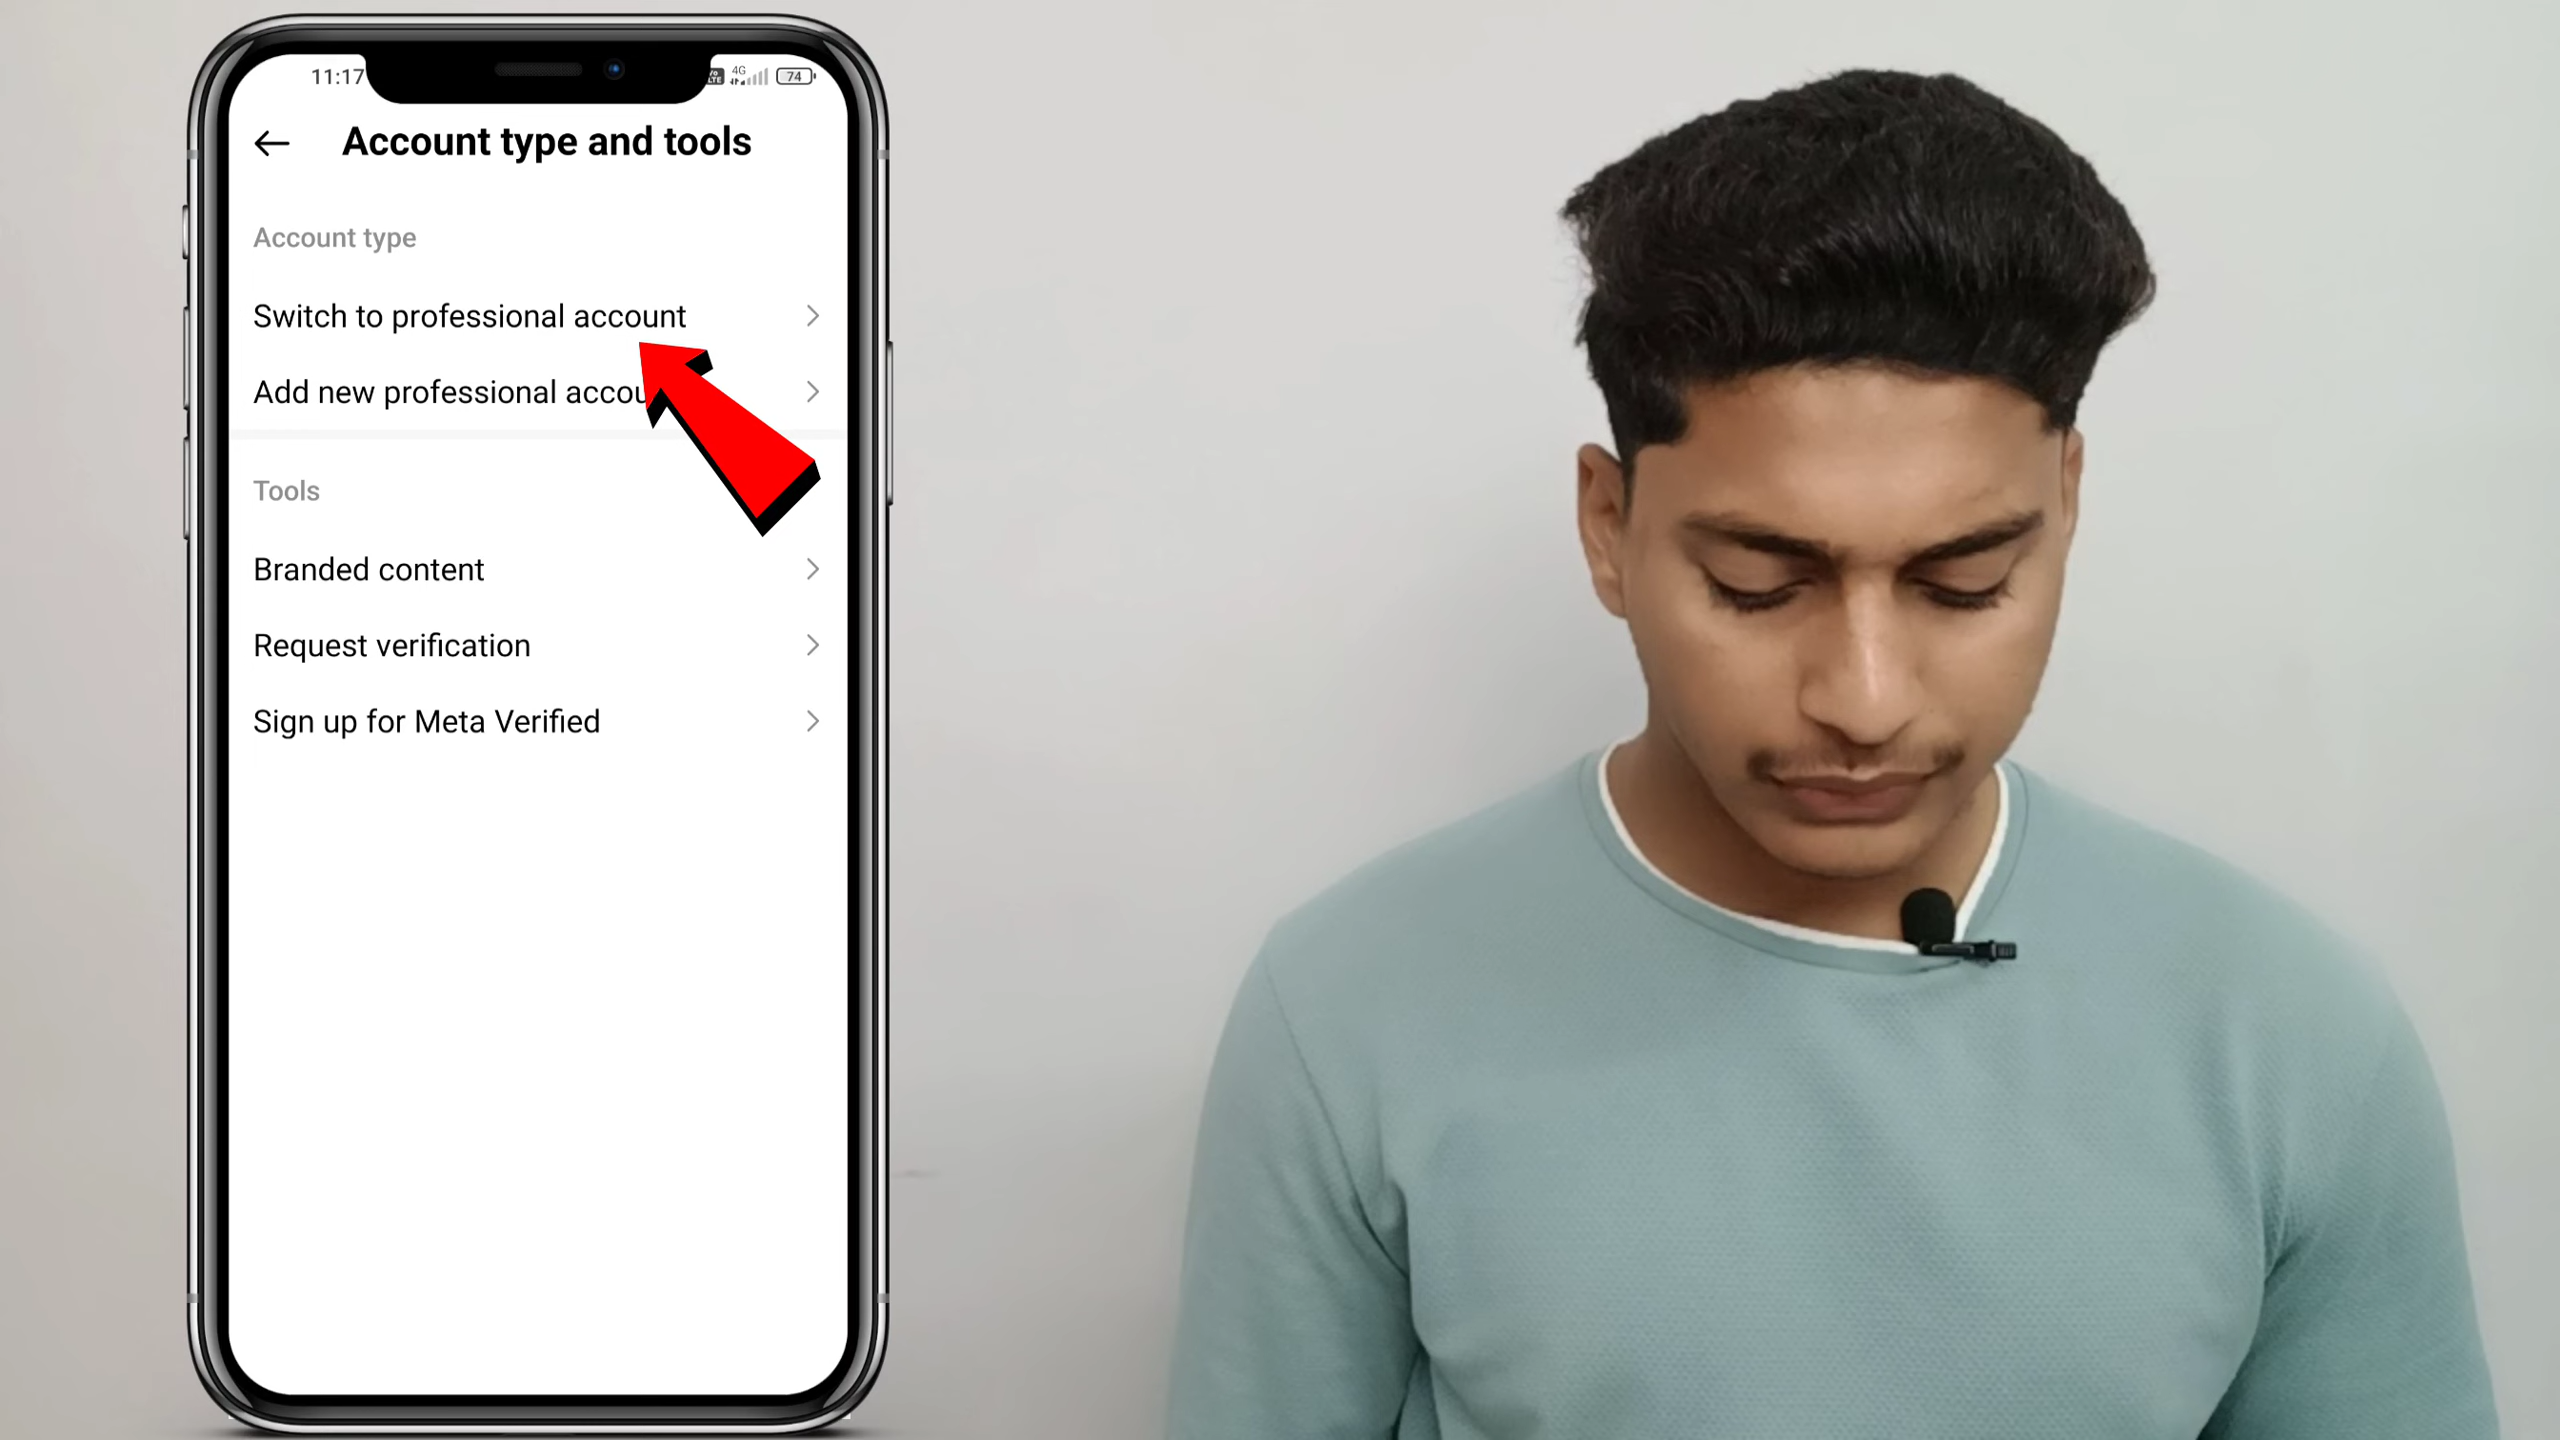 11:17 4G 74
Account type and tools
Account type
Switch to professional account
Add new professional accou
Tools
Branded content
Request verification
Sign up for Meta Verified